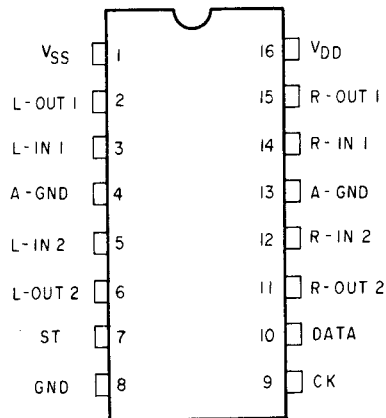 VSS 1 16 VDD
L-OUT 1 2 15 R-OUT 1
L-IN 1 3 14 R-IN 1
A-GND 4 13 A-GND
L-IN 2 5 12 R-IN 2
L-OUT 2 6 11 R-OUT 2
ST 7 10 DATA
GND 8 9 CK